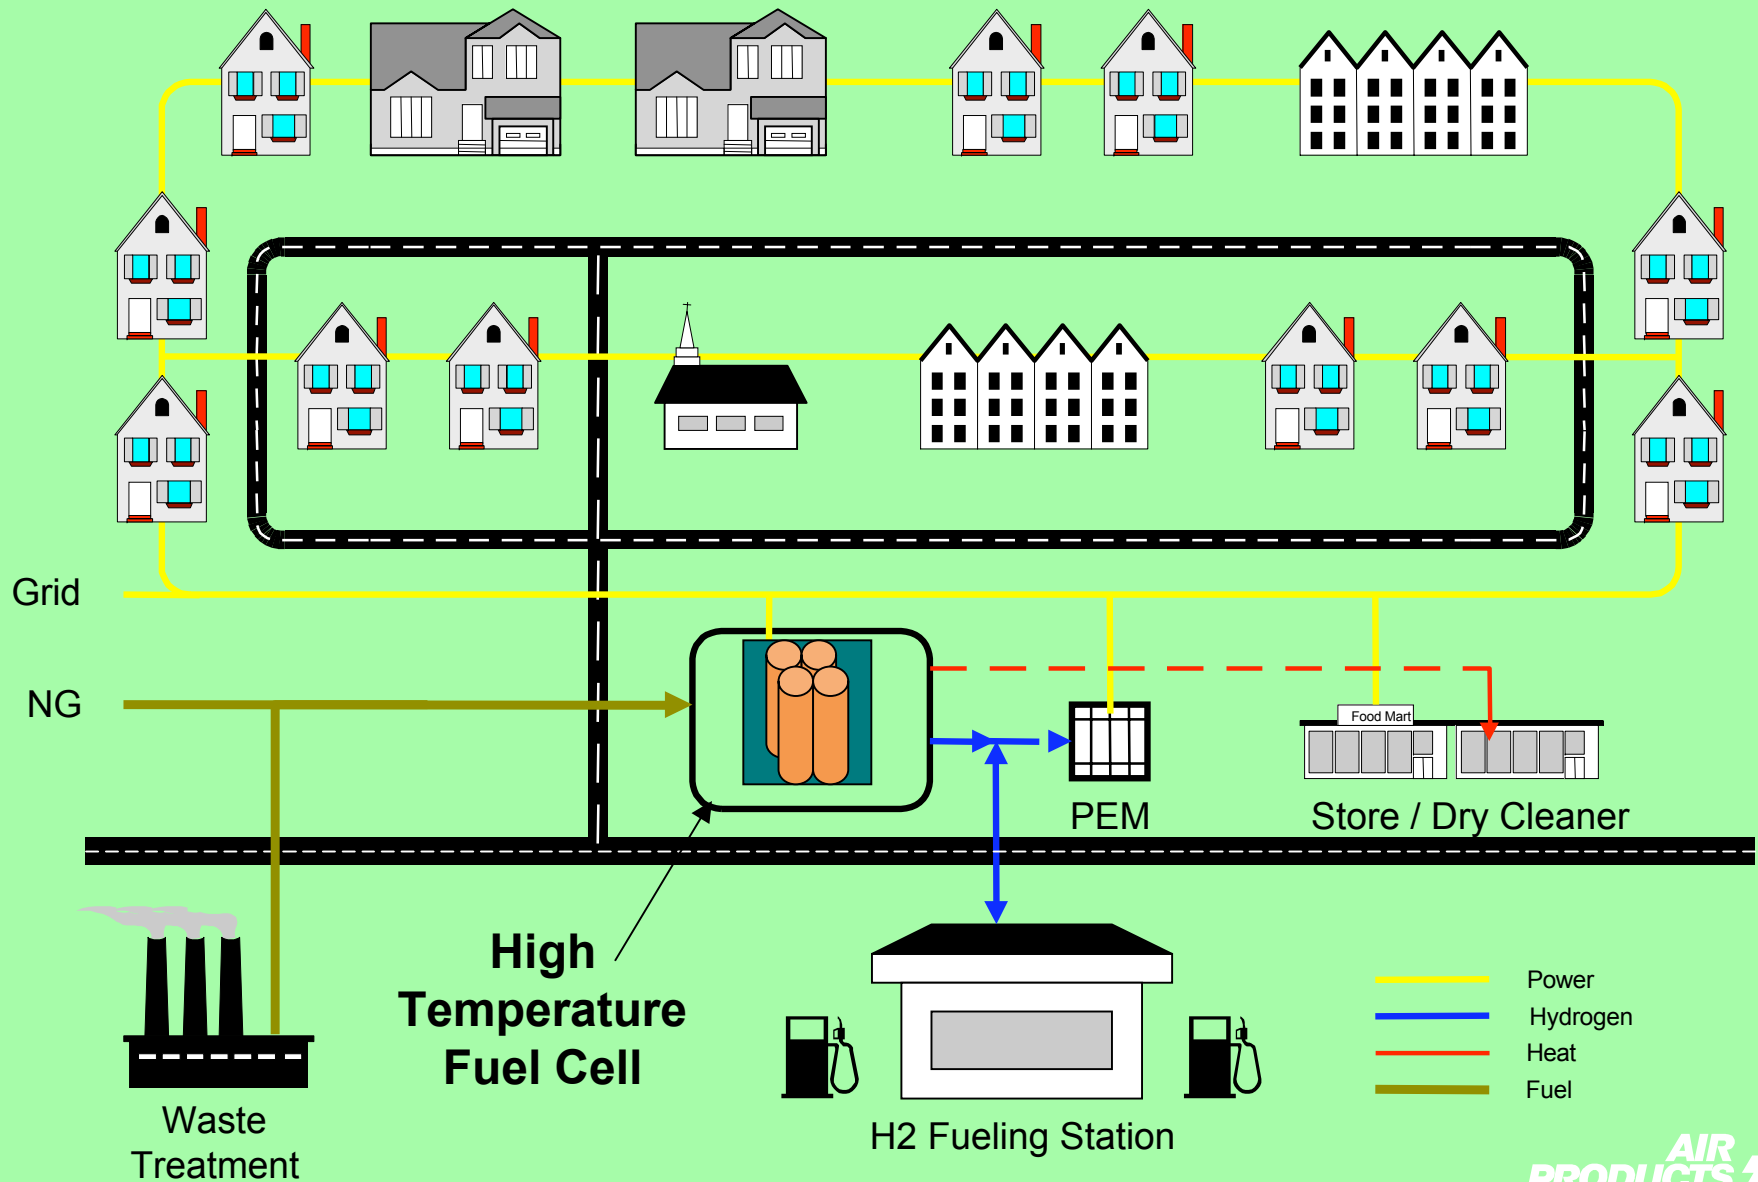 Grid
NG
Food Mart
PEM
Store / Dry Cleaner
High
Temperature
Fuel Cell
Waste
Treatment
H2 Fueling Station
Power
Hydrogen
Heat
Fuel
AIR
PRODUCTS